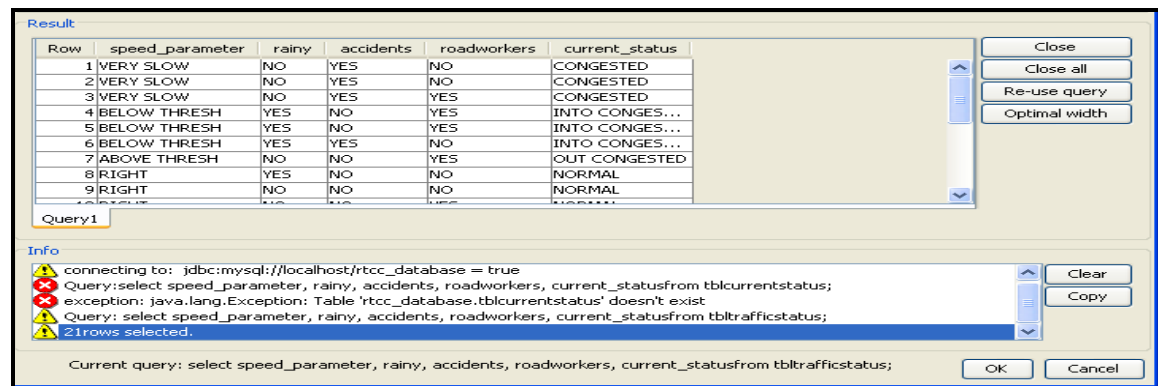 Result
Row speed_parameter rainy accidents roadworkers current_status
1 VERY SLOW NO YES NO CONGESTED
2 VERY SLOW NO YES NO CONGESTED
3 VERY SLOW NO YES YES CONGESTED
4 BELOW THRESH YES NO YES INTO CONGES...
5 BELOW THRESH YES NO YES INTO CONGES...
6 BELOW THRESH YES YES NO INTO CONGES...
7 ABOVE THRESH NO NO YES OUT CONGESTED
8 RIGHT YES NO NO NORMAL
9 RIGHT NO NO NO NORMAL
Query1
Close
Close all
Re-use query
Optimal width
Info
connecting to: jdbc:mysql://localhost/rtcc_database = true
Query:select speed_parameter, rainy, accidents, roadworkers, current_statusfrom tblcurrentstatus;
exception: java.lang.Exception: Table 'rtcc_database.tblcurrentstatus' doesn't exist
Query: select speed_parameter, rainy, accidents, roadworkers, current_statusfrom tbltrafficstatus;
21rows selected.
Clear
Copy
Current query: select speed_parameter, rainy, accidents, roadworkers, current_statusfrom tbltrafficstatus;
OK
Cancel